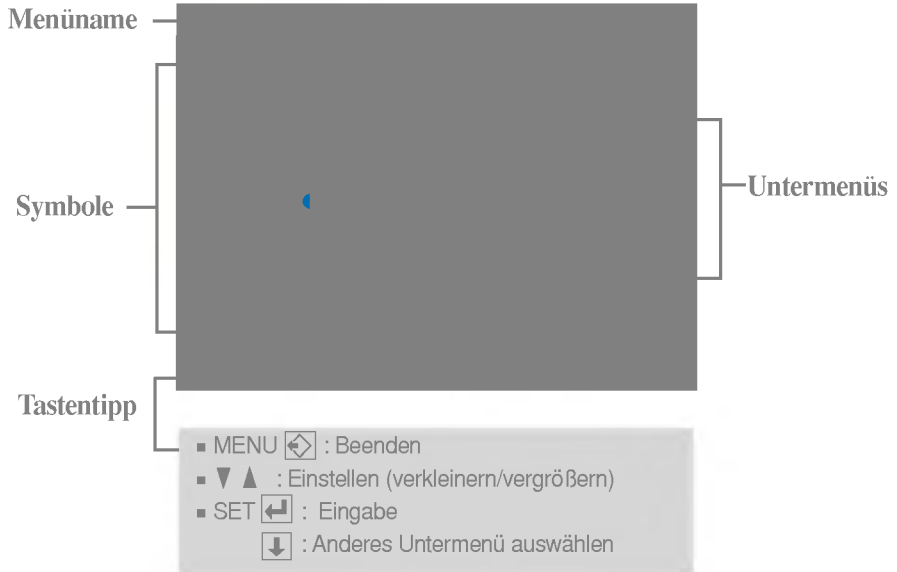 Menüname
Symbole
Untermenüs
Tastentipp
▪ MENU : Beenden
▪ ▼ ▲ : Einstellen (verkleinern/vergrößern)
▪ SET : Eingabe
: Anderes Untermenü auswählen